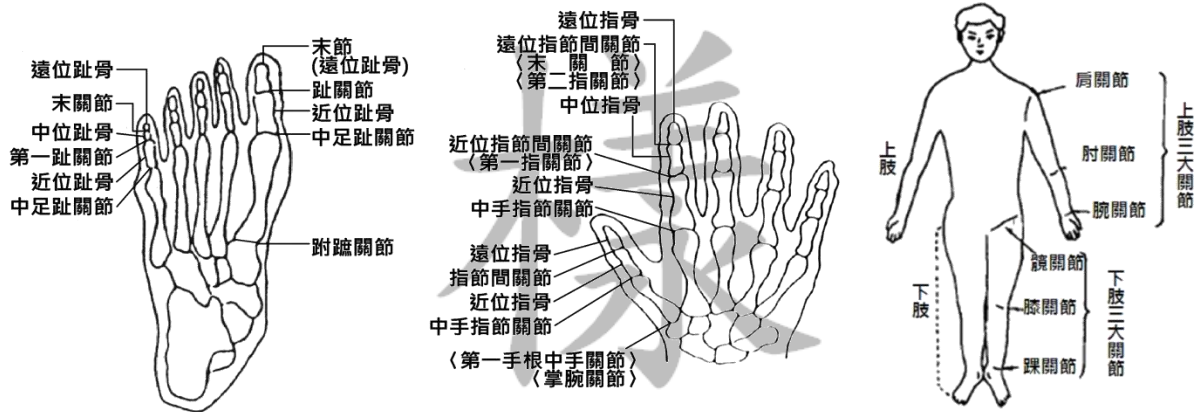 遠位趾骨
末關節
中位趾骨
第一趾關節
近位趾骨
中足趾關節
末節
(遠位趾骨)
趾關節
近位趾骨
中足趾關節
跗蹠關節
遠位指骨
遠位指節間關節
〈末關節〉
〈第二指關節〉
中位指骨
近位指節間關節
〈第一指關節〉
近位指骨
中手指節關節
遠位指骨
指節間關節
近位指骨
中手指節關節
〈第一手根中手關節〉
〈掌腕關節〉
樣
上肢
下肢
肩關節
肘關節
腕關節
上肢三大關節
髖關節
膝關節
踝關節
下肢三大關節